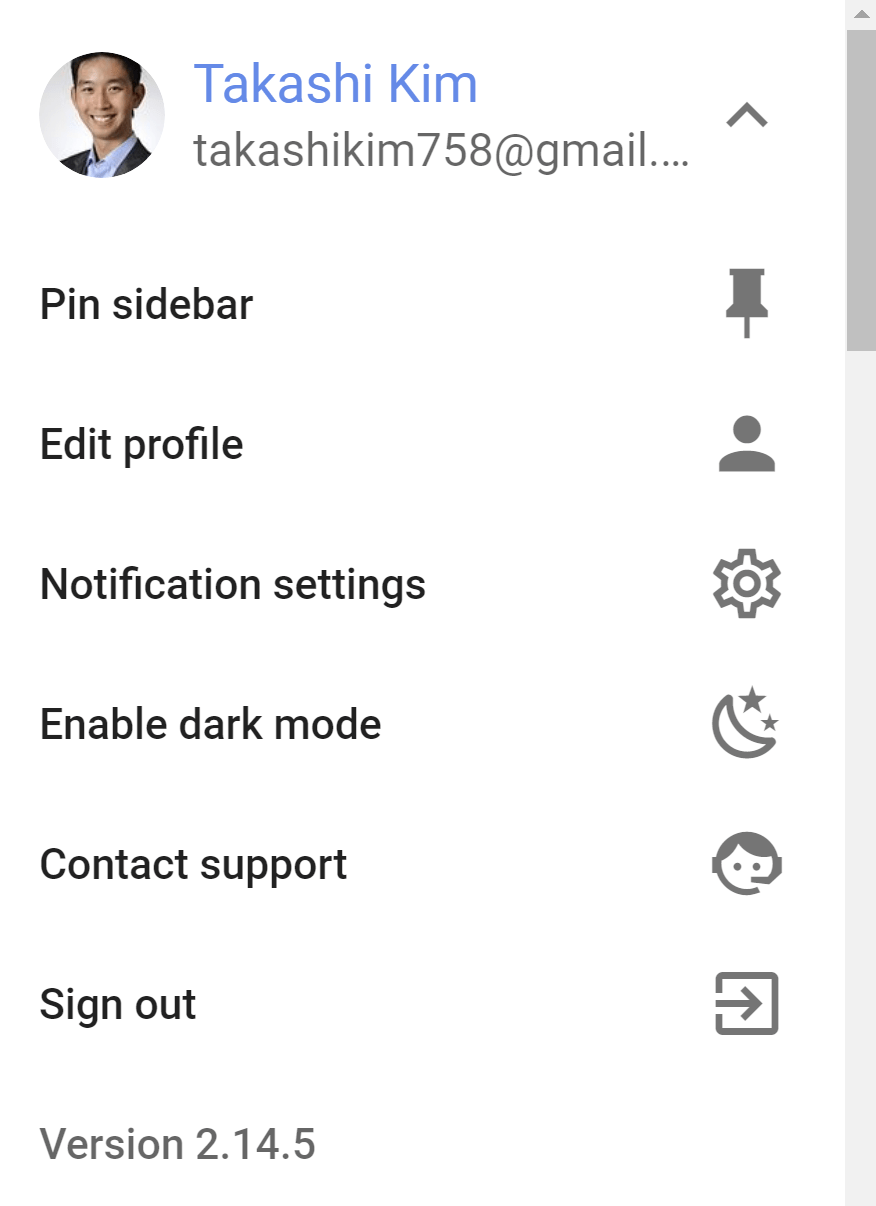 Takashi Kim
takashikim758@gmail.…
Pin sidebar
Edit profile
Notification settings
Enable dark mode
Contact support
Sign out
Version 2.14.5